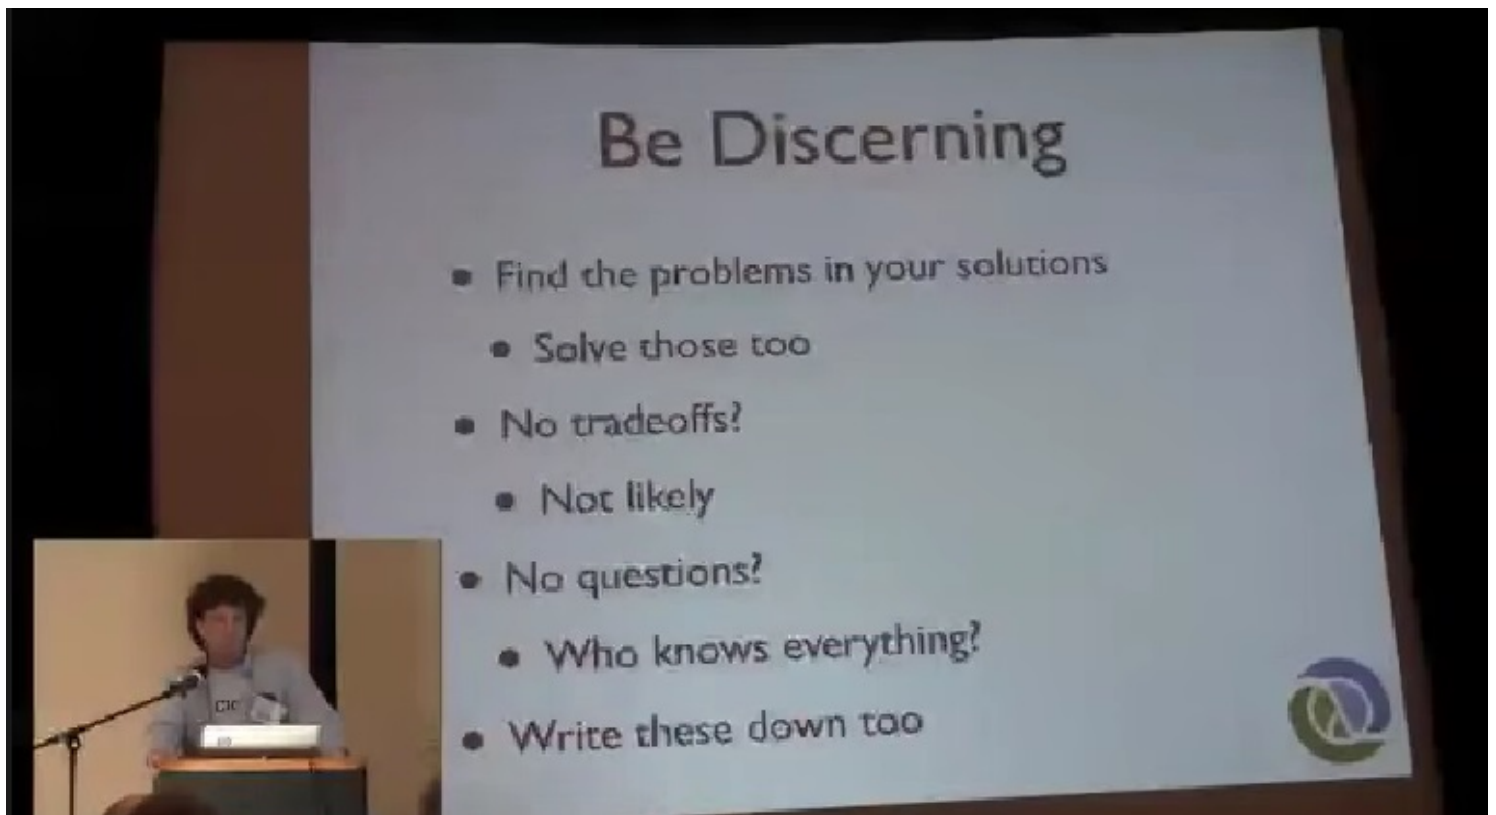 Be Discerning
• Find the problems in your solutions
• Solve those too
• No tradeoffs?
• Not likely
• No questions?
• Who knows everything?
• Write these down too